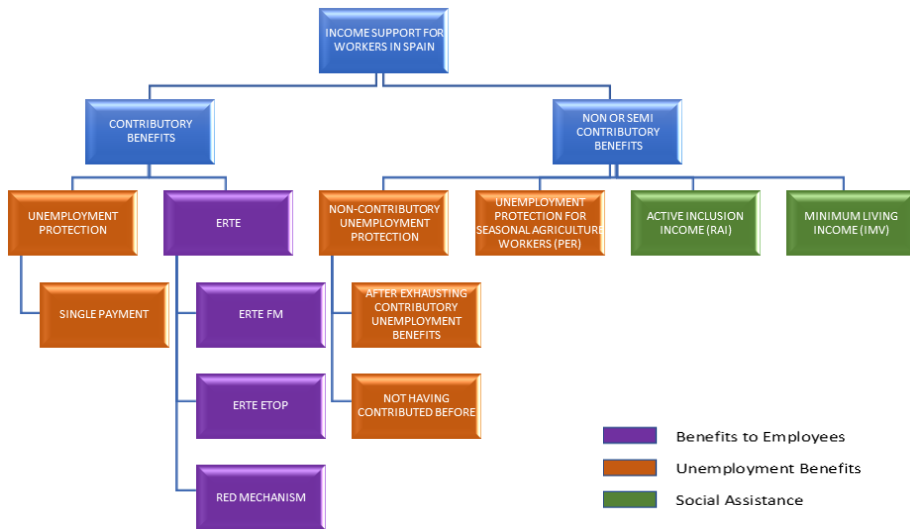 INCOME SUPPORT FOR
WORKERS IN SPAIN
CONTRIBUTORY
BENEFITS
NON OR SEMI
CONTRIBUTORY
BENEFITS
UNEMPLOYMENT
PROTECTION
ERTE
NON-CONTRIBUTORY
UNEMPLOYMENT
PROTECTION
UNEMPLOYMENT
PROTECTION FOR
SEASONAL AGRICULTURE
WORKERS (PER)
ACTIVE INCLUSION
INCOME (RAI)
MINIMUM LIVING
INCOME (IMV)
SINGLE PAYMENT
ERTE FM
AFTER EXHAUSTING
CONTRIBUTORY
UNEMPLOYMENT
BENEFITS
ERTE ETOP
NOT HAVING
CONTRIBUTED BEFORE
RED MECHANISM
Benefits to Employees
Unemployment Benefits
Social Assistance